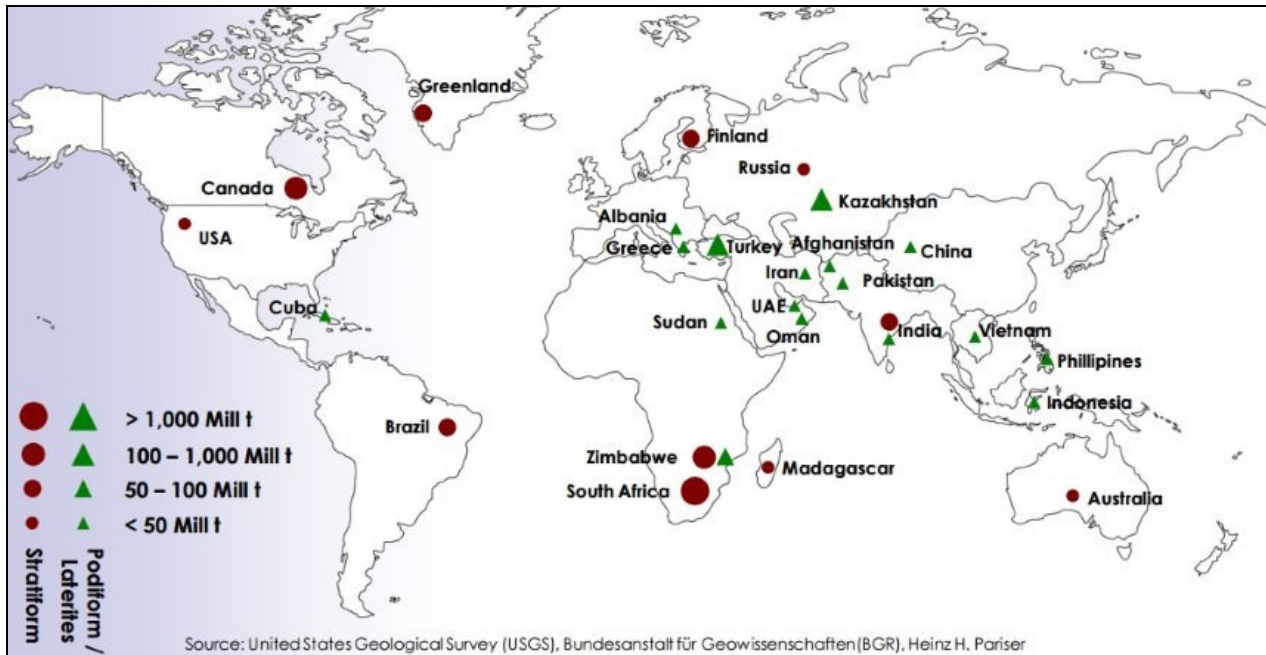 Greenland
Finland
Russia
Canada
Kazakhstan
Albania
USA
Greece
Turkey
Afghanistan
China
Iran
Pakistan
Cuba
UAE
Sudan
Oman
India
Vietnam
Phillipines
Indonesia
Brazil
Zimbabwe
Madagascar
South Africa
Australia
> 1,000 Mill t
100 – 1,000 Mill t
50 – 100 Mill t
< 50 Mill t
Stratiform
Podiform /
Laterites
Source: United States Geological Survey (USGS), Bundesanstalt für Geowissenschaften(BGR), Heinz H. Pariser